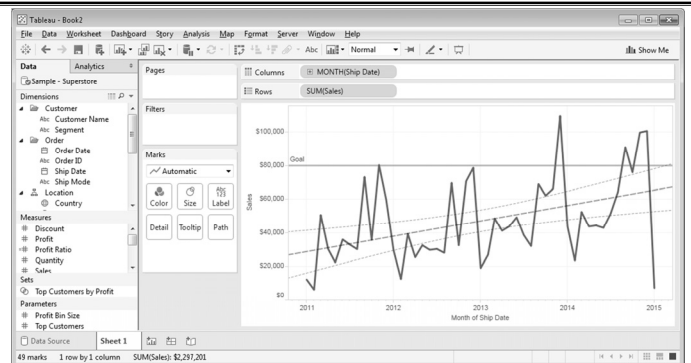 Tableau - Book2
File Data Worksheet Dashboard Story Analysis Map Format Server Window Help
Abc Normal Show Me
Data Analytics
Sample - Superstore
Dimensions
Customer
Abc Customer Name
Abc Segment
Order
Order Date
Abc Order ID
Ship Date
Abc Ship Mode
Location
Country
Measures
# Discount
# Profit
=# Profit Ratio
# Quantity
# Sales
Sets
Top Customers by Profit
Parameters
# Profit Bin Size
# Top Customers
Pages
Filters
Marks
Automatic
Color Size Abc 123 Label
Detail Tooltip Path
Columns MONTH(Ship Date)
Rows SUM(Sales)
$100,000
$80,000
$60,000
$40,000
$20,000
$0
Sales
Goal
2011 2012 2013 2014 2015
Month of Ship Date
Data Source Sheet 1
49 marks 1 row by 1 column SUM(Sales): $2,297,201